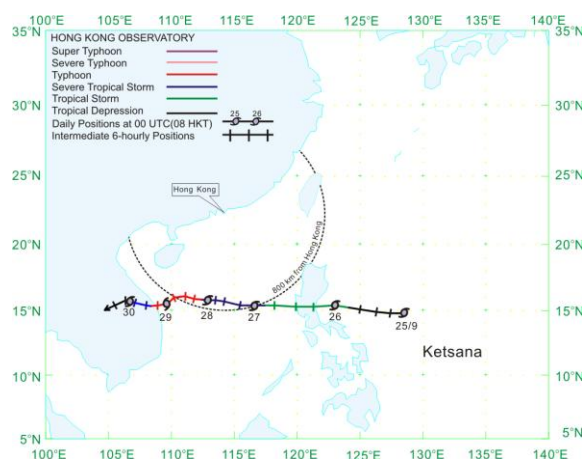 100°E 105°E 110°E 115°E 120°E 125°E 130°E 135°E 140°E
35°N
HONG KONG OBSERVATORY
Super Typhoon
Severe Typhoon
Typhoon
Severe Tropical Storm
Tropical Storm
Tropical Depression
Daily Positions at 00 UTC(08 HKT)
25 26
Intermediate 6-hourly Positions
35°N
30°N
30°N
25°N
25°N
Hong Kong
20°N
20°N
800 km from Hong Kong
15°N
30 29 28 27 26 25/9
15°N
Ketsana
10°N
10°N
5°N
5°N
100°E 105°E 110°E 115°E 120°E 125°E 130°E 135°E 140°E